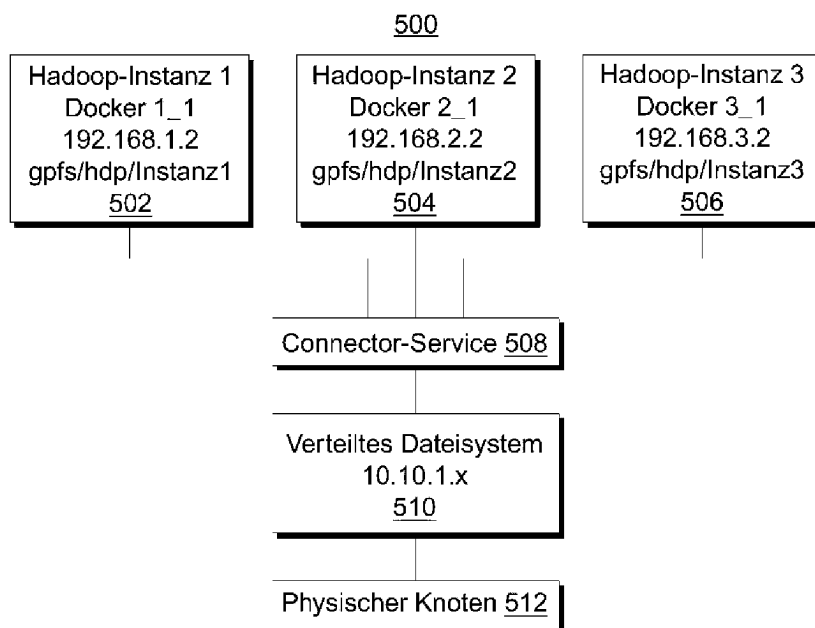 500
Hadoop-Instanz 1
Docker 1_1
192.168.1.2
gpfs/hdp/Instanz1
502
Hadoop-Instanz 2
Docker 2_1
192.168.2.2
gpfs/hdp/Instanz2
504
Hadoop-Instanz 3
Docker 3_1
192.168.3.2
gpfs/hdp/Instanz3
506
Connector-Service 508
Verteiltes Dateisystem
10.10.1.x
510
Physischer Knoten 512